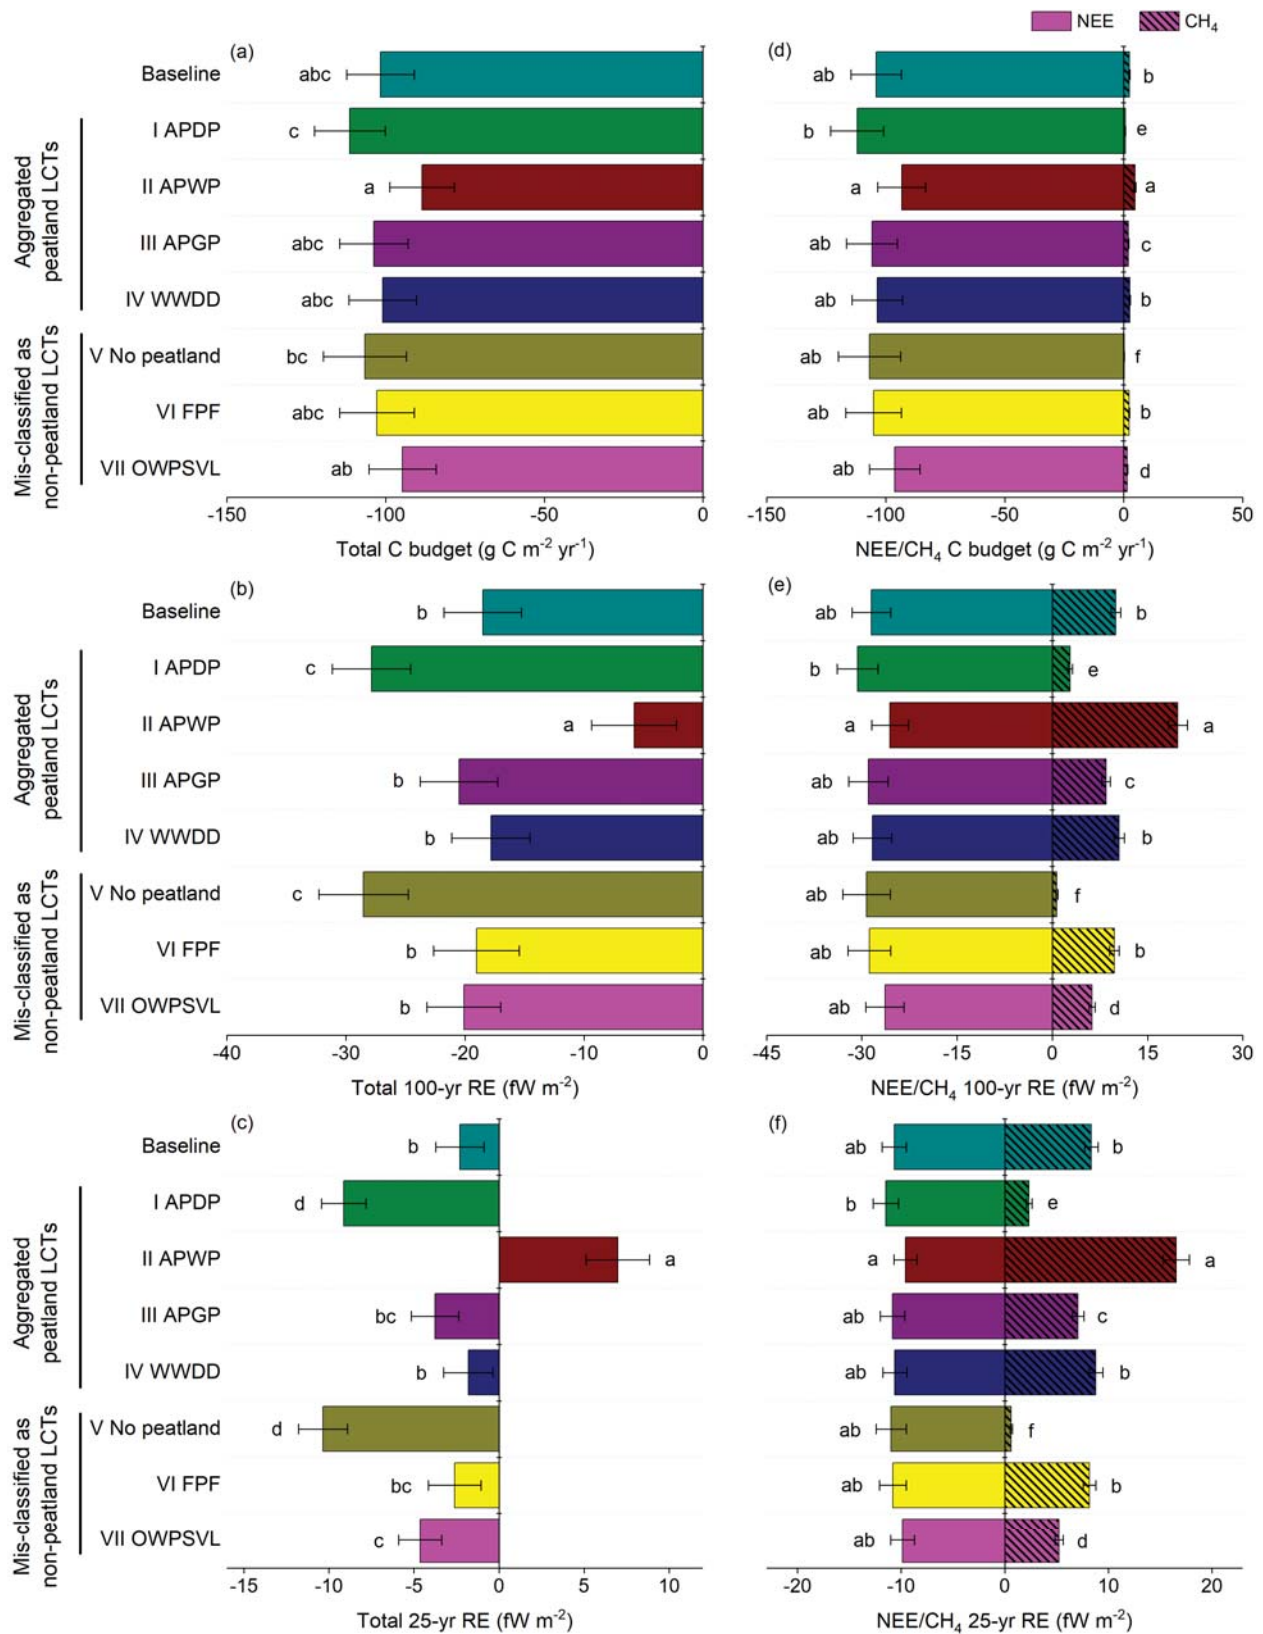 NEE CH₄
(a)
Baseline abc
I APDP c
II APWP a
III APGP abc
IV WWDD abc
V No peatland bc
VI FPF abc
VII OWPSVL ab
Aggregated
peatland LCTs
Mis-classified as
non-peatland LCTs
-150 -100 -50 0
Total C budget (g C m⁻² yr⁻¹)
(d)
ab b
b e
a a
ab c
ab b
ab f
ab b
ab d
-150 -100 -50 0 50
NEE/CH₄ C budget (g C m⁻² yr⁻¹)
(b)
Baseline b
I APDP c
II APWP a
III APGP b
IV WWDD b
V No peatland c
VI FPF b
VII OWPSVL b
Aggregated
peatland LCTs
Mis-classified as
non-peatland LCTs
-40 -30 -20 -10 0
Total 100-yr RE (fW m⁻²)
(e)
ab b
b e
a a
ab c
ab b
ab f
ab b
ab d
-45 -30 -15 0 15 30
NEE/CH₄ 100-yr RE (fW m⁻²)
(c)
Baseline b
I APDP d
II APWP a
III APGP bc
IV WWDD b
V No peatland d
VI FPF bc
VII OWPSVL c
Aggregated
peatland LCTs
Mis-classified as
non-peatland LCTs
-15 -10 -5 0 5 10
Total 25-yr RE (fW m⁻²)
(f)
ab b
b e
a a
ab c
ab b
ab f
ab b
ab d
-20 -10 0 10 20
NEE/CH₄ 25-yr RE (fW m⁻²)